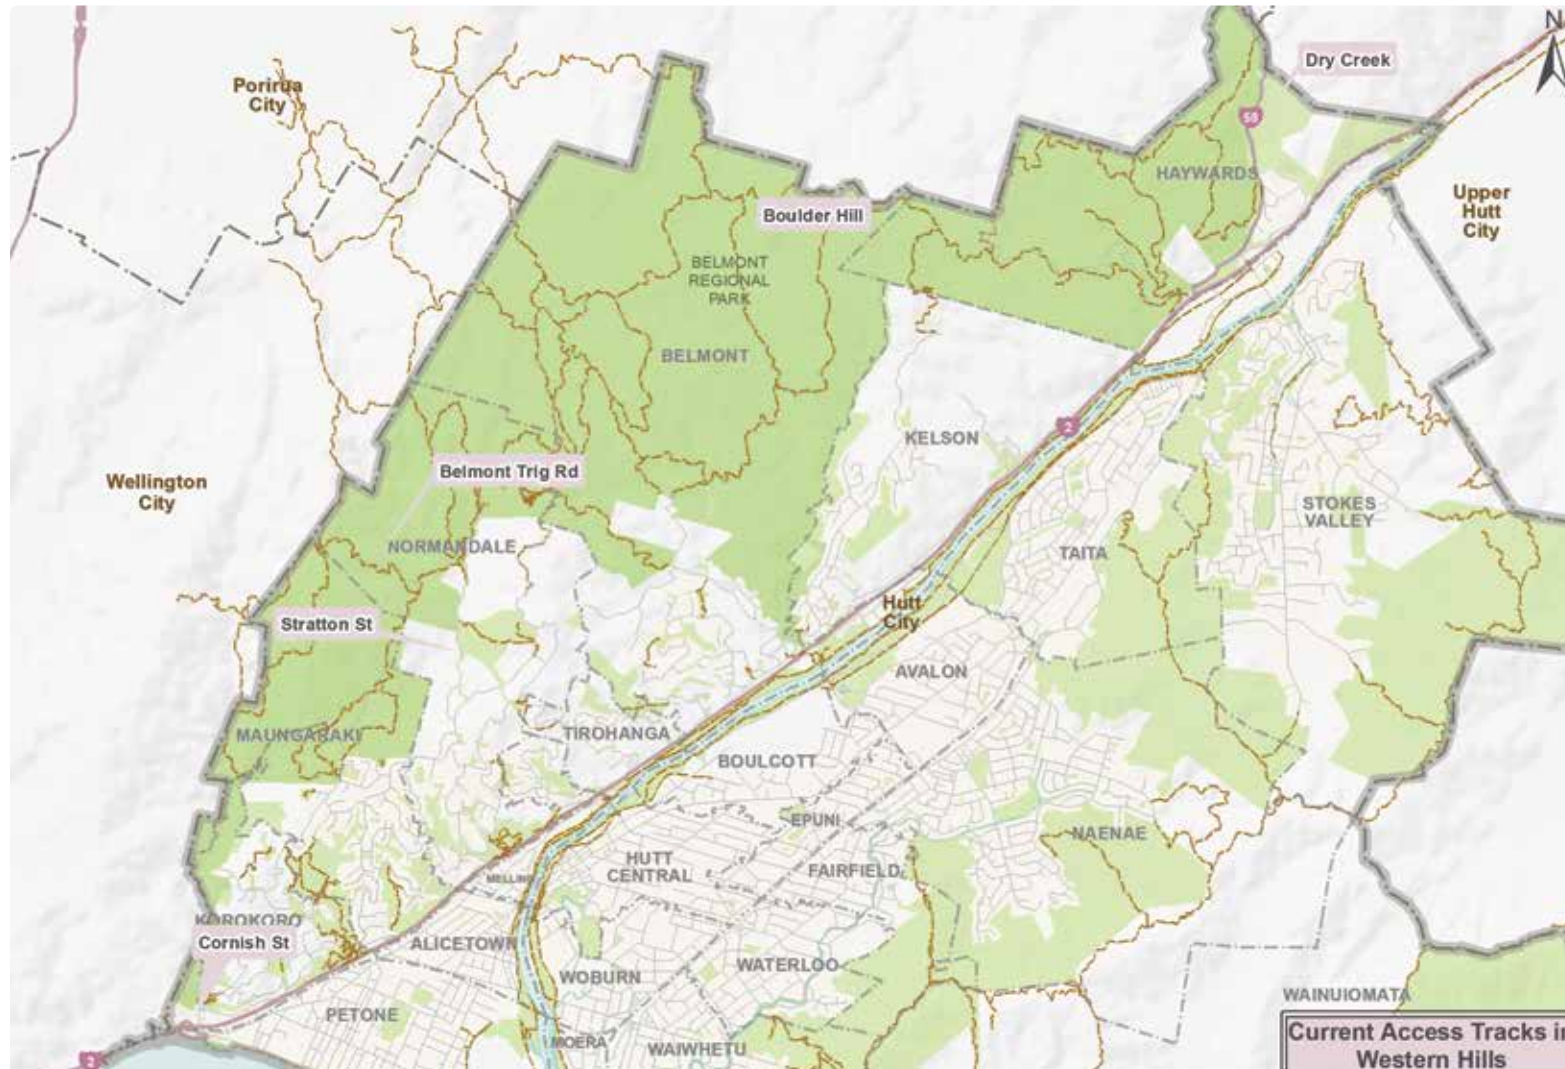 N
Dry Creek
Porirua
City
58
HAYWARDS
Upper
Hutt
City
Boulder Hill
BELMONT
REGIONAL
PARK
BELMONT
2
KELSON
Belmont Trig Rd
Wellington
City
STOKES
VALLEY
NORMANDALE
TAITA
Hutt
City
Stratton St
AVALON
MAUNGARAKI
TIROHANGA
BOULCOTT
EPUNI
NAENAE
HUTT
CENTRAL
FAIRFIELD
MELLING
KOROKORO
Cornish St
ALICETOWN
WATERLOO
WOBURN
WAINUIOMATA
PETONE
MOERA
WAIWHETU
2
Current Access Tracks in
Western Hills